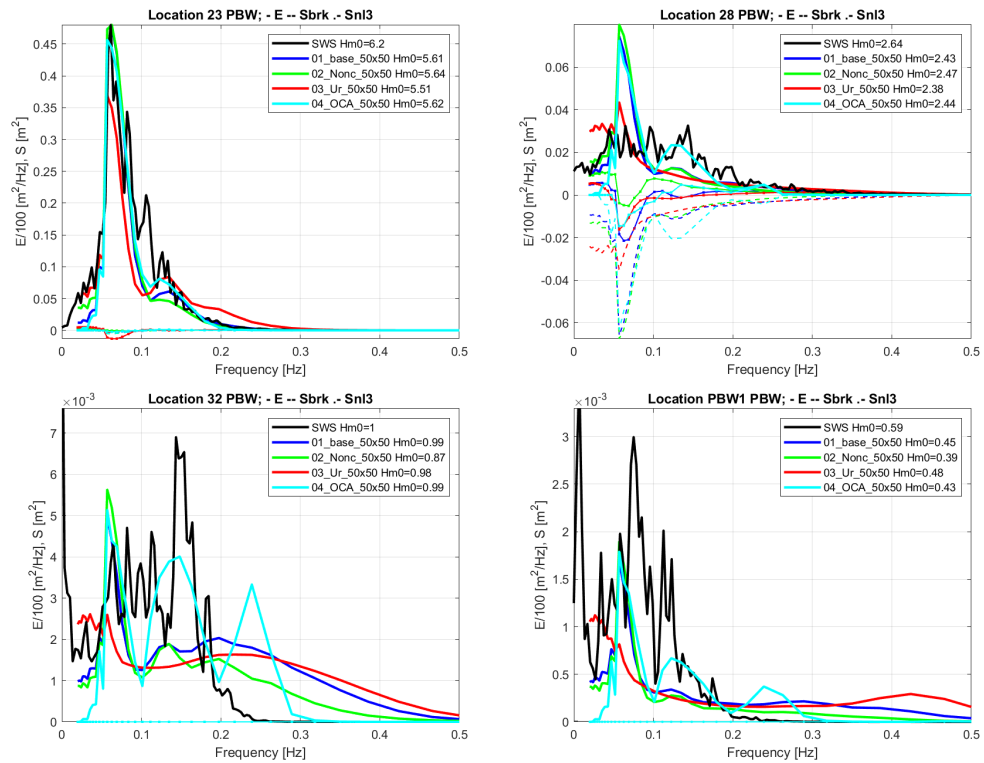 Location 23 PBW; - E -- Sbrk .- Snl3
E/100 [m²/Hz], S [m²]
0.45
0.4
0.35
0.3
0.25
0.2
0.15
0.1
0.05
0
SWS Hm0=6.2
01_base_50x50 Hm0=5.61
02_Nonc_50x50 Hm0=5.64
03_Ur_50x50 Hm0=5.51
04_OCA_50x50 Hm0=5.62
0 0.1 0.2 0.3 0.4 0.5
Frequency [Hz]
Location 28 PBW; - E -- Sbrk .- Snl3
E/100 [m²/Hz], S [m²]
0.06
0.04
0.02
0
-0.02
-0.04
-0.06
SWS Hm0=2.64
01_base_50x50 Hm0=2.43
02_Nonc_50x50 Hm0=2.47
03_Ur_50x50 Hm0=2.38
04_OCA_50x50 Hm0=2.44
0 0.1 0.2 0.3 0.4 0.5
Frequency [Hz]
Location 32 PBW; - E -- Sbrk .- Snl3
×10⁻³
E/100 [m²/Hz], S [m²]
7
6
5
4
3
2
1
0
SWS Hm0=1
01_base_50x50 Hm0=0.99
02_Nonc_50x50 Hm0=0.87
03_Ur_50x50 Hm0=0.98
04_OCA_50x50 Hm0=0.99
0 0.1 0.2 0.3 0.4 0.5
Frequency [Hz]
Location PBW1 PBW; - E -- Sbrk .- Snl3
×10⁻³
E/100 [m²/Hz], S [m²]
3
2.5
2
1.5
1
0.5
0
SWS Hm0=0.59
01_base_50x50 Hm0=0.45
02_Nonc_50x50 Hm0=0.39
03_Ur_50x50 Hm0=0.48
04_OCA_50x50 Hm0=0.43
0 0.1 0.2 0.3 0.4 0.5
Frequency [Hz]